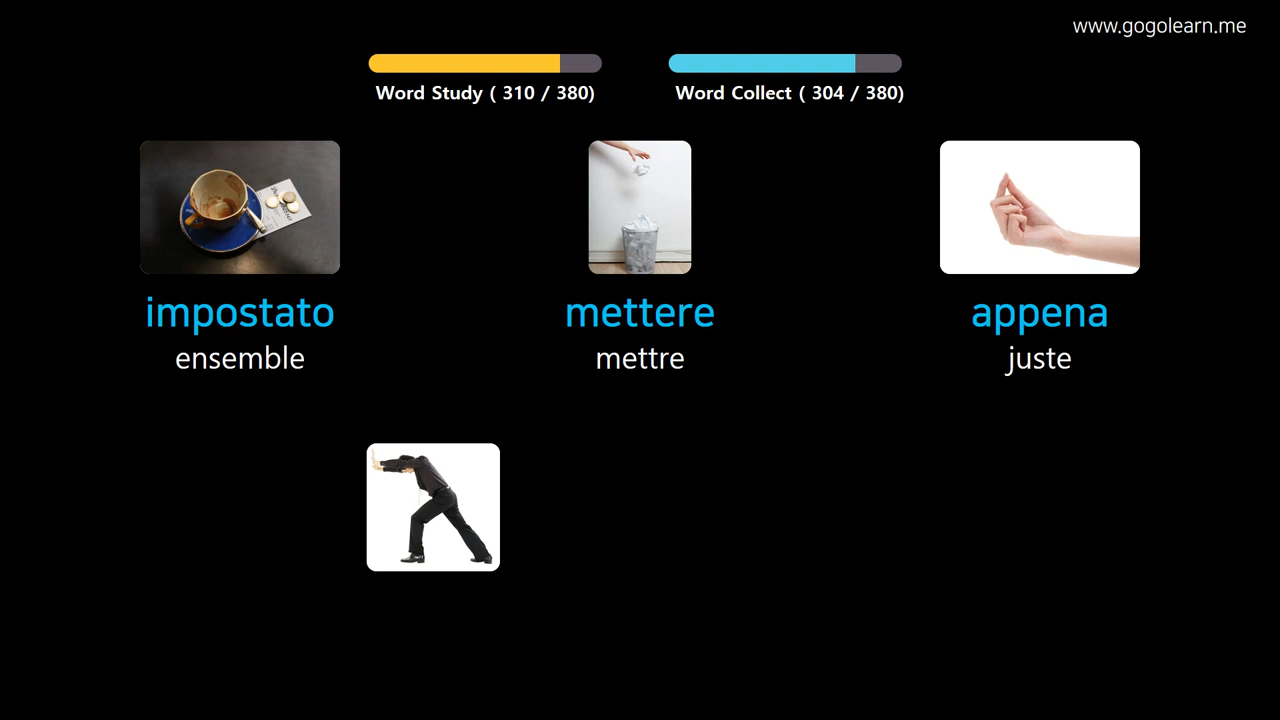 www.gogolearn.me
Word Study ( 310 / 380)
Word Collect ( 304 / 380)
impostato
mettere
appena
ensemble
mettre
juste